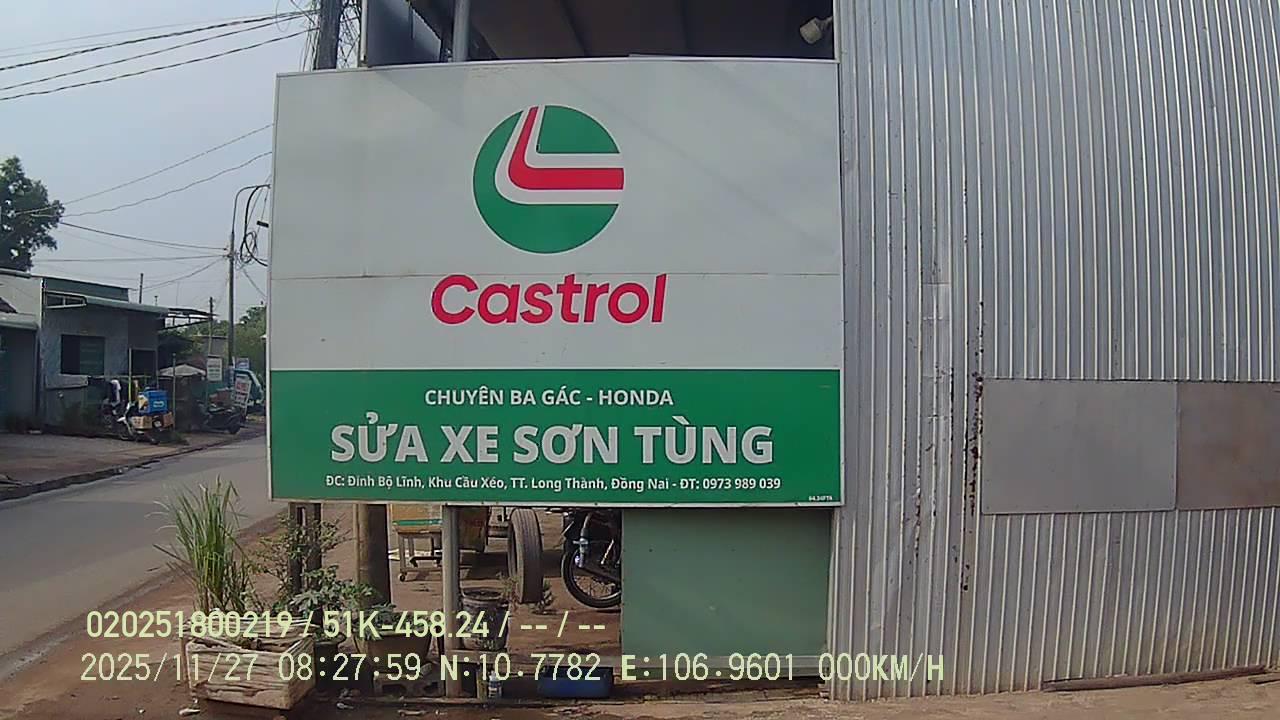 Castrol
CHUYÊN BA GÁC - HONDA
SỬA XE SƠN TÙNG
ĐC: Đinh Bộ Lĩnh, Khu Cầu Xéo, TT. Long Thành, Đồng Nai - ĐT: 0973 989 039
020251800219 / 51K-458.24 / -- / --
2025/11/27 08:27:59 N:10.7782 E:106.9601 000KM/H